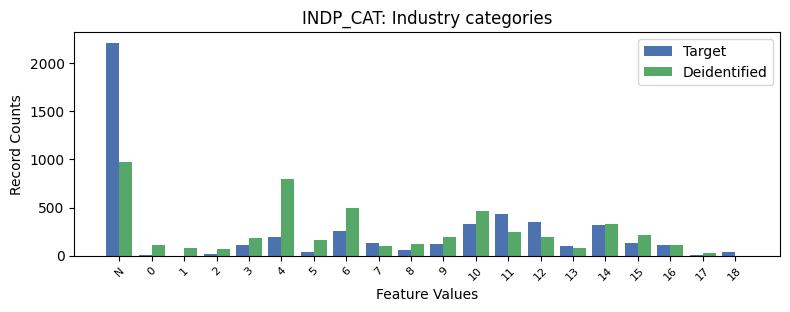 INDP_CAT: Industry categories
Target
Deidentified
Record Counts
2000
1500
1000
500
0
N 0 1 2 3 4 5 6 7 8 9 10 11 12 13 14 15 16 17 18
Feature Values